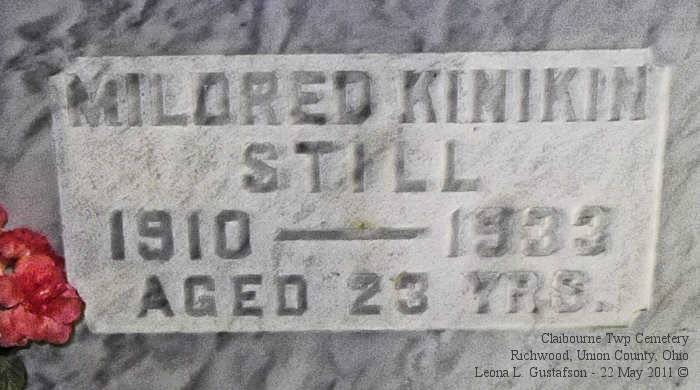 MILDRED KINIKIN
STILL
1910 — 1933
AGED 23 YRS.
Claibourne Twp Cemetery
Richwood, Union County, Ohio
Leona L. Gustafson - 22 May 2011 ©